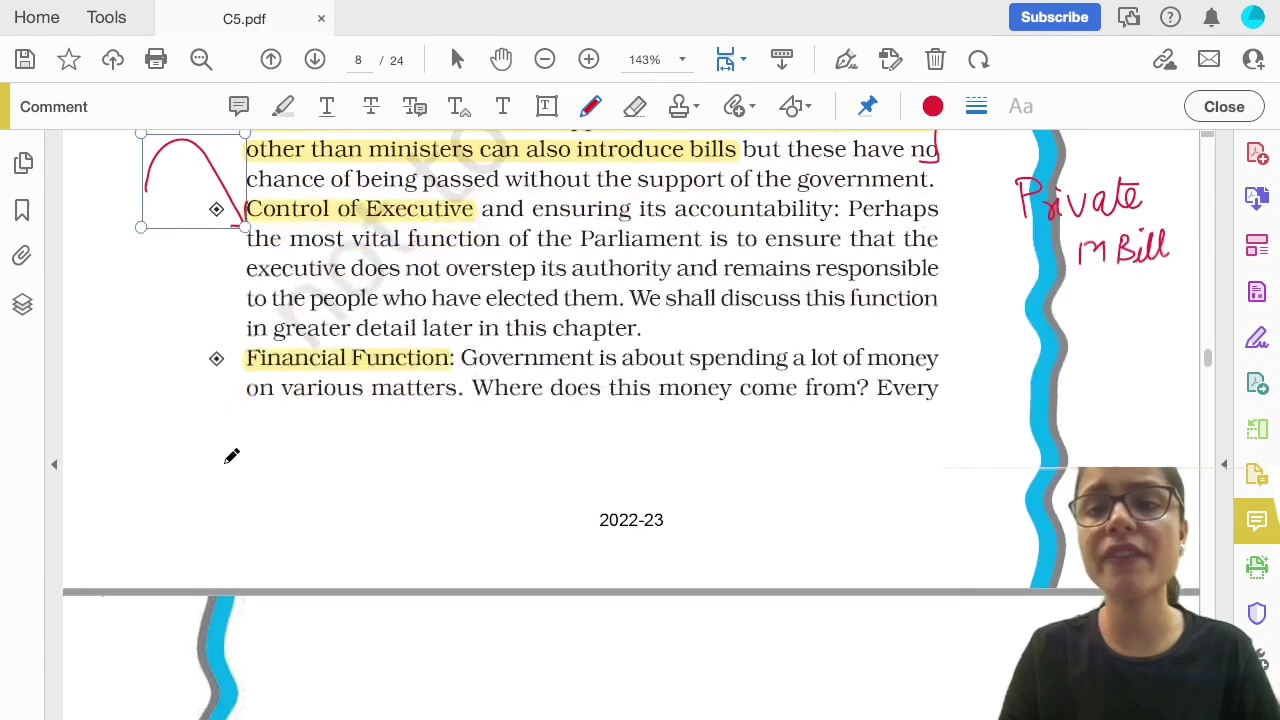 Home
Tools
C5.pdf
×
Subscribe
8 / 24
143%
Comment
Aa
Close
other than ministers can also introduce bills but these have no
chance of being passed without the support of the government.
Control of Executive and ensuring its accountability: Perhaps
the most vital function of the Parliament is to ensure that the
executive does not overstep its authority and remains responsible
to the people who have elected them. We shall discuss this function
in greater detail later in this chapter.
Financial Function: Government is about spending a lot of money
on various matters. Where does this money come from? Every
Private
M Bill
not to
2022-23